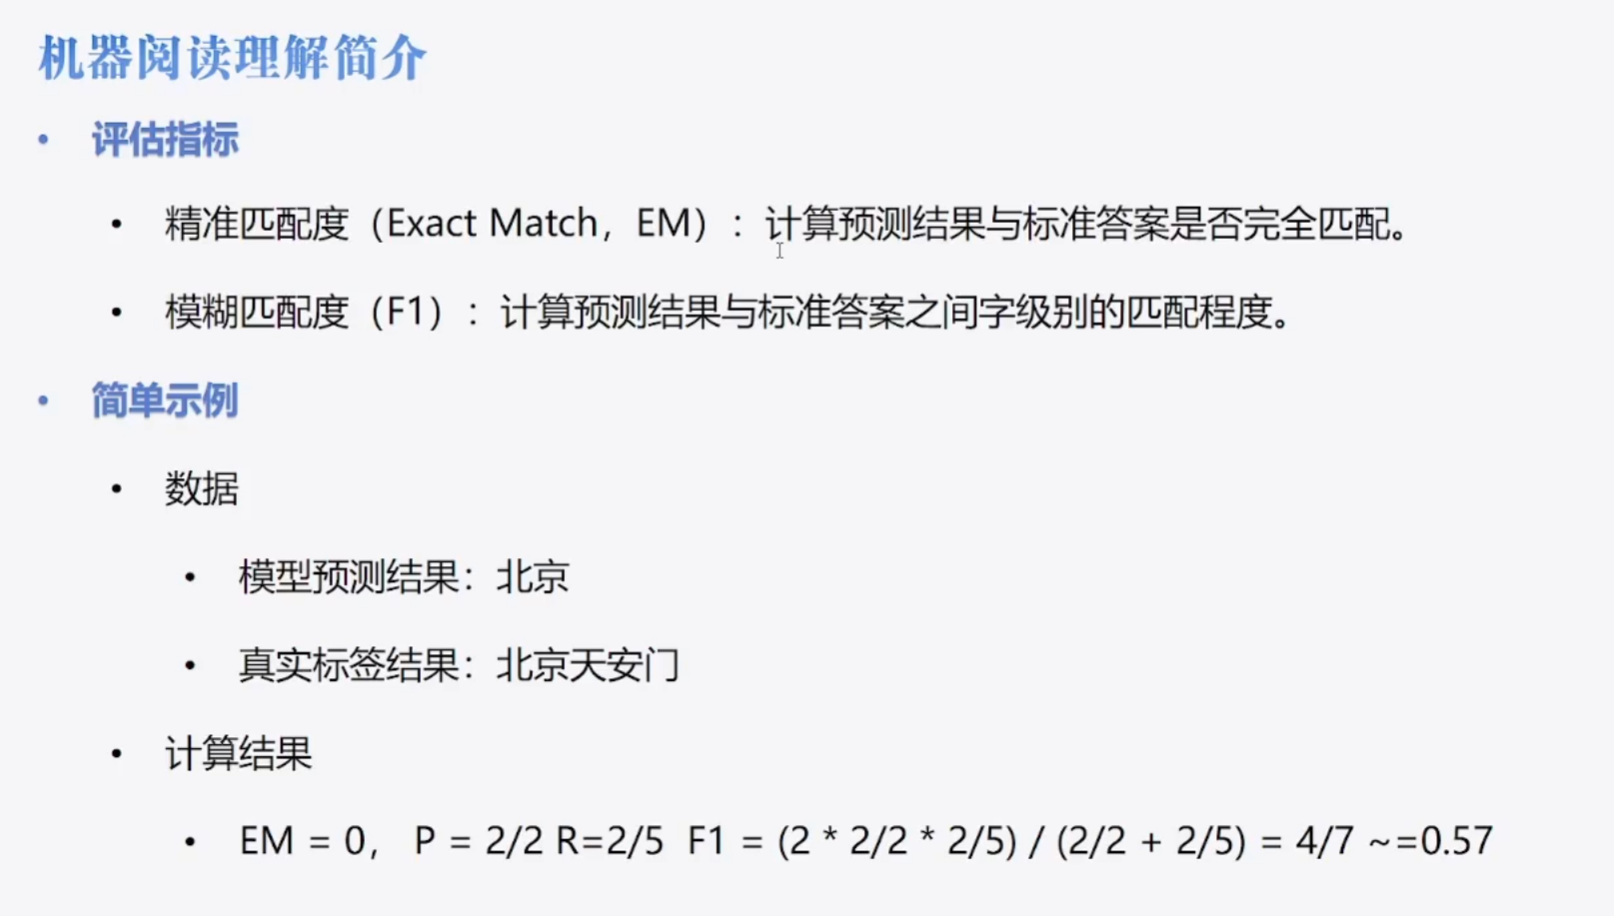 机器阅读理解简介
• 评估指标
• 精准匹配度（Exact Match，EM）：计算预测结果与标准答案是否完全匹配。
• 模糊匹配度（F1）：计算预测结果与标准答案之间字级别的匹配程度。
• 简单示例
• 数据
• 模型预测结果：北京
• 真实标签结果：北京天安门
• 计算结果
• EM = 0， P = 2/2 R=2/5 F1 = (2 * 2/2 * 2/5) / (2/2 + 2/5) = 4/7 ~=0.57